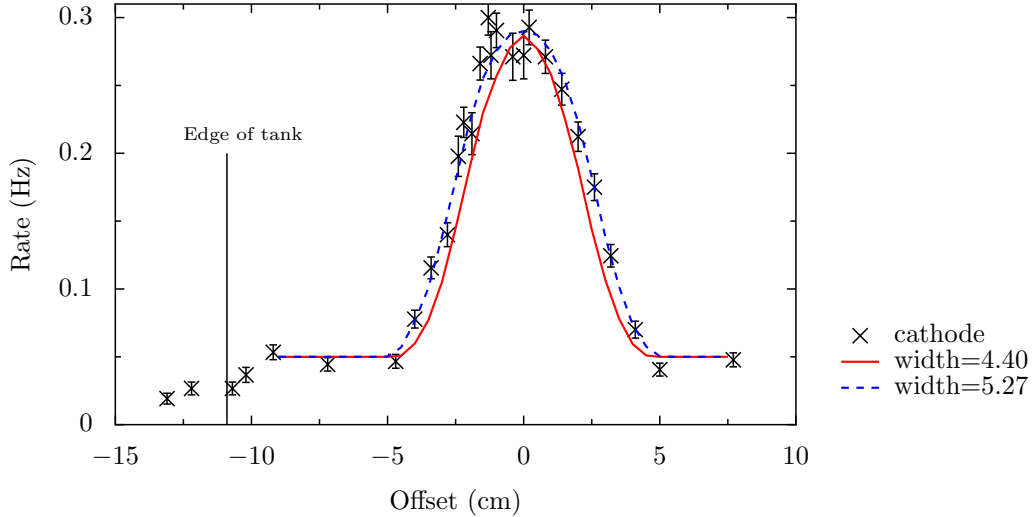 0.3
0.2
0.1
0
Rate (Hz)
Edge of tank
−15
−10
−5
0
5
10
Offset (cm)
cathode
width=4.40
width=5.27